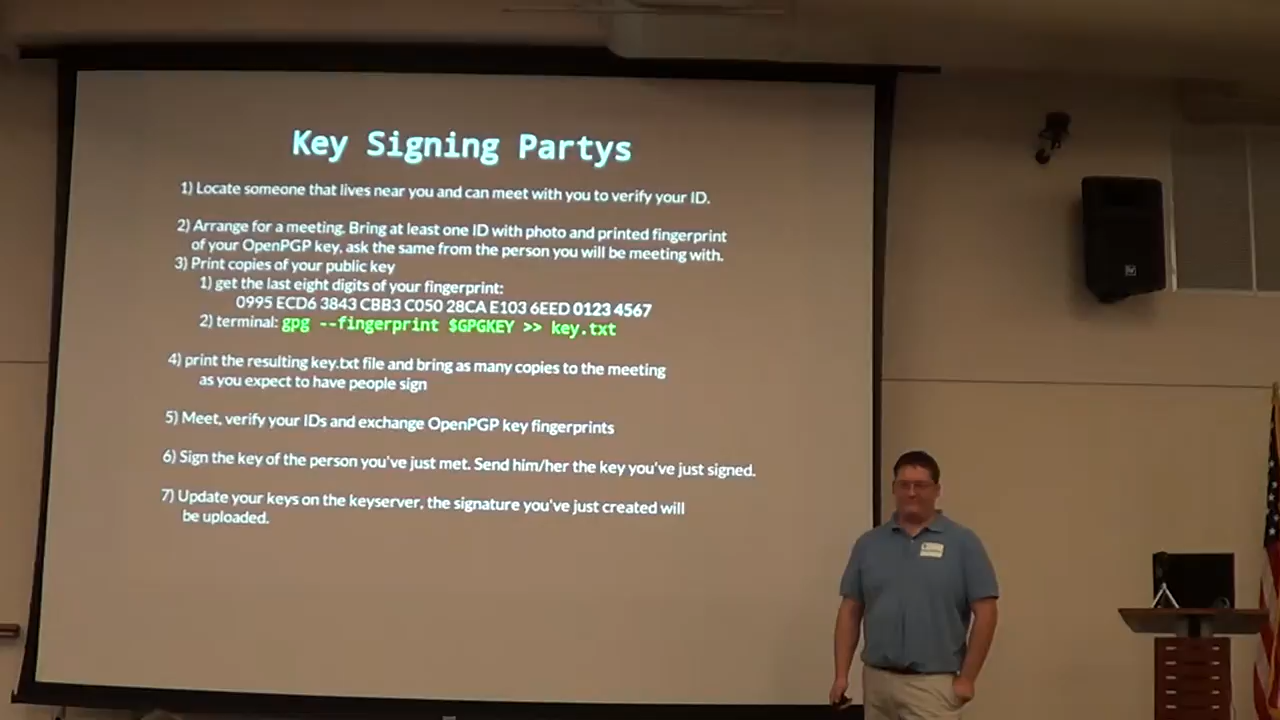 Key Signing Partys
1) Locate someone that lives near you and can meet with you to verify your ID.
2) Arrange for a meeting. Bring at least one ID with photo and printed fingerprint
of your OpenPGP key, ask the same from the person you will be meeting with.
3) Print copies of your public key
1) get the last eight digits of your fingerprint:
0995 ECD6 3843 CBB3 C050 28CA E103 6EED 0123 4567
2) terminal: gpg --fingerprint $GPGKEY >> key.txt
4) print the resulting key.txt file and bring as many copies to the meeting
as you expect to have people sign
5) Meet, verify your IDs and exchange OpenPGP key fingerprints
6) Sign the key of the person you've just met. Send him/her the key you've just signed.
7) Update your keys on the keyserver, the signature you've just created will
be uploaded.